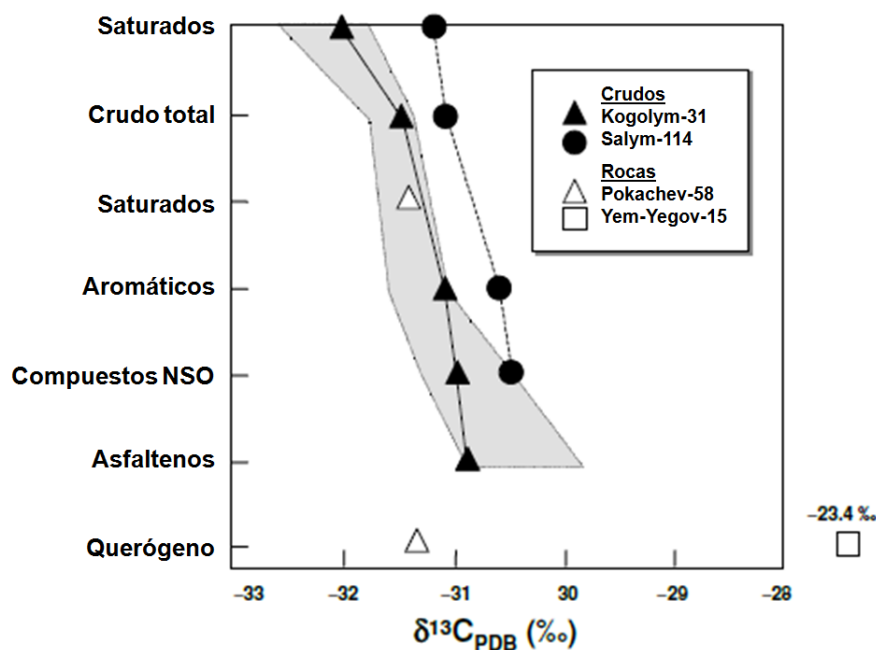 Saturados
Crudo total
Saturados
Aromáticos
Compuestos NSO
Asfaltenos
Querógeno
Crudos
Kogolym-31
Salym-114
Rocas
Pokachev-58
Yem-Yegov-15
–23.4 ‰
–33
–32
–31
30
–29
–28
δ¹³C_PDB (‰)